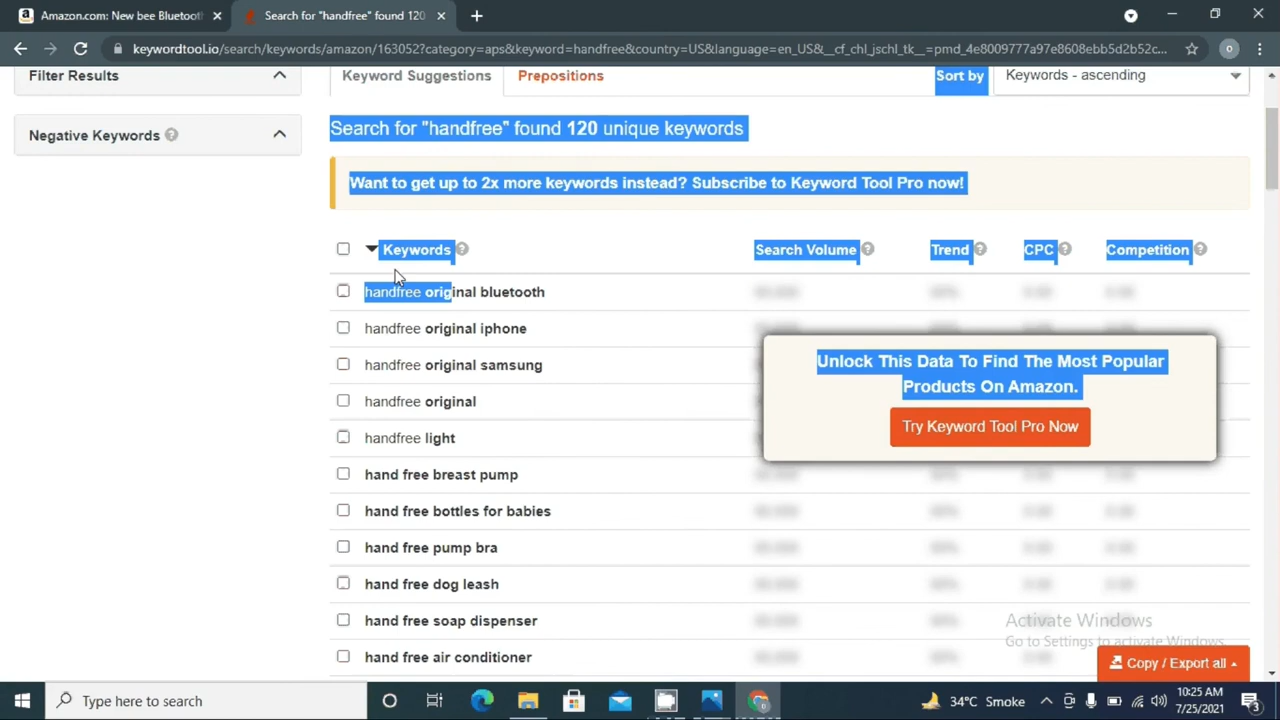 Amazon.com: New bee Bluetooth
Search for "handfree" found 120
keywordtool.io/search/keywords/amazon/163052?category=aps&keyword=handfree&country=US&language=en_US&__cf_chl_jschl_tk__=pmd_4e8009777a97e8608ebb5d2b52c...
o
Filter Results
Keyword Suggestions
Prepositions
Sort by
Keywords - ascending
Negative Keywords ?
Search for "handfree" found 120 unique keywords
Want to get up to 2x more keywords instead? Subscribe to Keyword Tool Pro now!
Keywords ? Search Volume ? Trend ? CPC ? Competition ?
handfree original bluetooth
handfree original iphone
handfree original samsung
handfree original
handfree light
hand free breast pump
hand free bottles for babies
hand free pump bra
hand free dog leash
hand free soap dispenser
hand free air conditioner
Unlock This Data To Find The Most Popular
Products On Amazon.
Try Keyword Tool Pro Now
Activate Windows
Go to Settings to activate Windows.
Copy / Export all
Type here to search
34°C Smoke
10:25 AM
7/25/2021
3